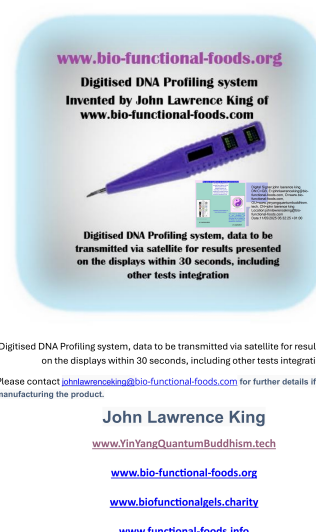 www.bio-functional-foods.org
Digitised DNA Profiling system
Invented by John Lawrence King of
www.bio-functional-foods.com
Digitised DNA Profiling system, data to be
transmitted via satellite for results presented
on the displays within 30 seconds, including
other tests integration
Digitised DNA Profiling system, data to be transmitted via satellite for resul
on the displays within 30 seconds, including other tests integrati
Please contact johnlawrenceking@bio-functional-foods.com for further details if
manufacturing the product.
John Lawrence King
www.YinYangQuantumBuddhism.tech
www.bio-functional-foods.org
www.biofunctionalgels.charity
www.functional-foods.info